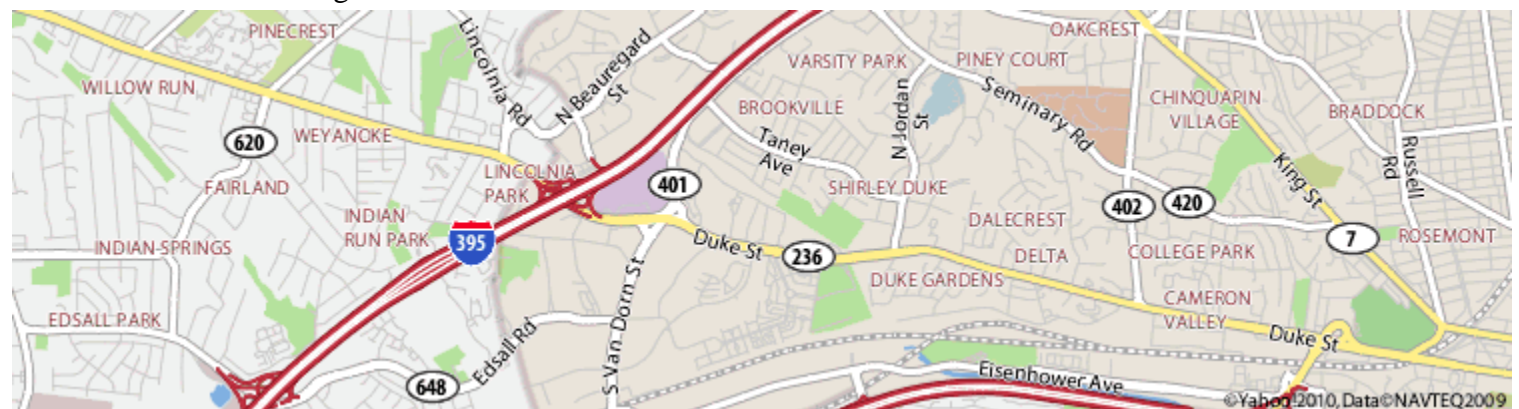 PINECREST
Lincolnia Rd
N Beauregard
St
OAKCREST
VARSITY PARK
PINEY COURT
WILLOW RUN
Seminary Rd
CHINQUAPIN
VILLAGE
BRADDOCK
BROOKVILLE
N Jordan
St
WEYANOKE
620
Taney
Ave
King St
Russell
Rd
LINCOLNIA
PARK
401
FAIRLAND
SHIRLEY DUKE
402
420
INDIAN
RUN PARK
395
DALECREST
7
ROSEMONT
INDIAN SPRINGS
Duke St
236
DELTA
COLLEGE PARK
DUKE GARDENS
CAMERON
VALLEY
EDSALL PARK
S Van Dorn St
Duke St
Edsall Rd
648
Eisenhower Ave
©Yahoo!2010, Data©NAVTEQ2009